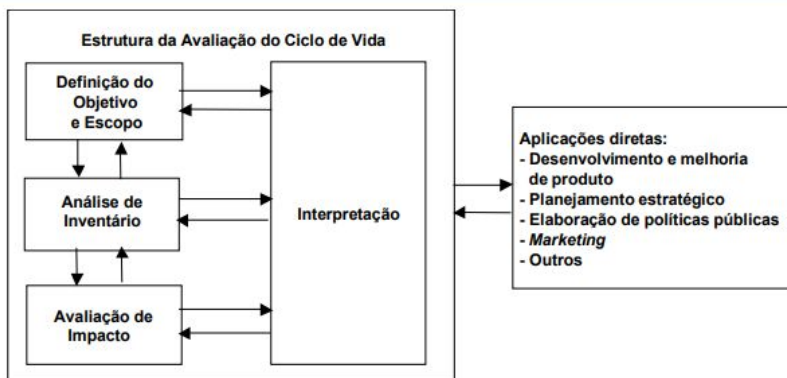 Estrutura da Avaliação do Ciclo de Vida
Definição do
Objetivo
e Escopo
Análise de
Inventário
Avaliação de
Impacto
Interpretação
Aplicações diretas:
- Desenvolvimento e melhoria
de produto
- Planejamento estratégico
- Elaboração de políticas públicas
- Marketing
- Outros